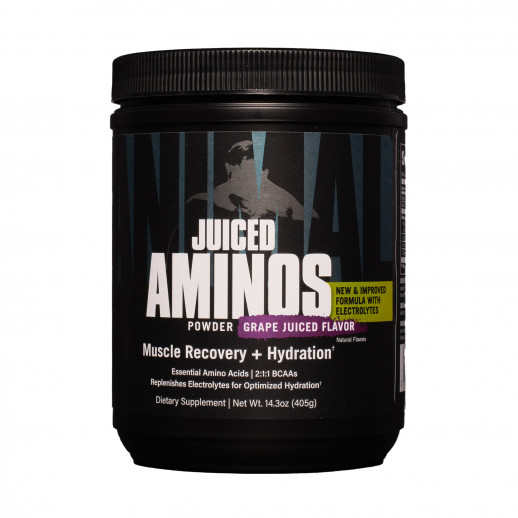 ANIMAL
JUICED
AMINOS
NEW & IMPROVED
FORMULA WITH
ELECTROLYTES
POWDER GRAPE JUICED FLAVOR
Natural Flavors
Muscle Recovery + Hydration†
Essential Amino Acids | 2:1:1 BCAAs
Replenishes Electrolytes for Optimized Hydration†
Dietary Supplement | Net Wt. 14.3oz (405g)